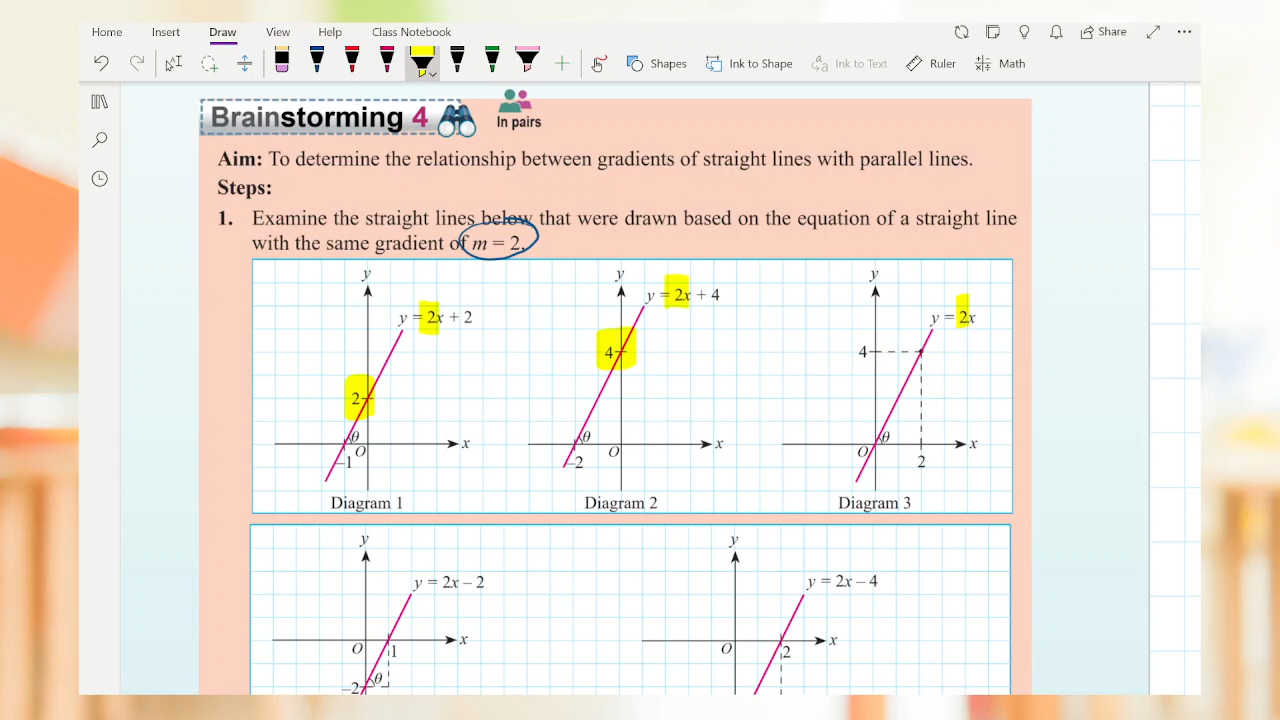 Home Insert Draw View Help Class Notebook Share
Shapes Ink to Shape Ink to Text Ruler Math
Brainstorming 4
In pairs
Aim: To determine the relationship between gradients of straight lines with parallel lines.
Steps:
1. Examine the straight lines below that were drawn based on the equation of a straight line
with the same gradient of m = 2.
y y y
y = 2x + 4
y = 2x + 2 y = 2x
4 4
2
θ θ θ
O x O x O x
–1 –2 2
Diagram 1 Diagram 2 Diagram 3
y y
y = 2x – 2 y = 2x – 4
x x
O 1 O 2
θ
–2